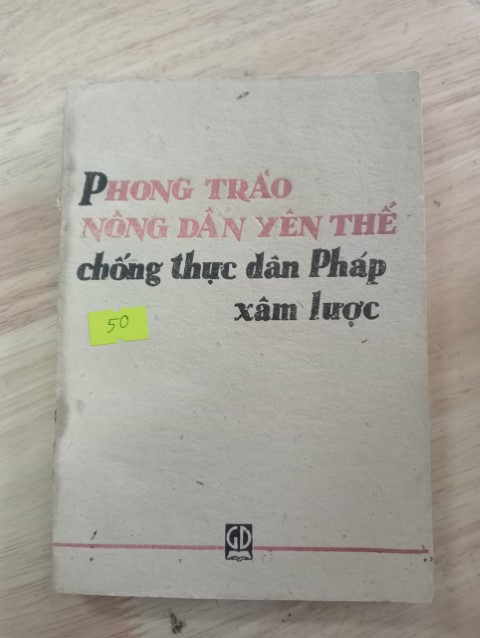 PHONG TRÀO
NÔNG DÂN YÊN THẾ
chống thực dân Pháp
xâm lược
50
GD